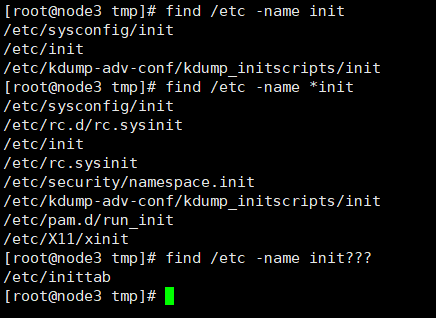 [root@node3 tmp]# find /etc -name init
/etc/sysconfig/init
/etc/init
/etc/kdump-adv-conf/kdump_initscripts/init
[root@node3 tmp]# find /etc -name *init
/etc/sysconfig/init
/etc/rc.d/rc.sysinit
/etc/init
/etc/rc.sysinit
/etc/security/namespace.init
/etc/kdump-adv-conf/kdump_initscripts/init
/etc/pam.d/run_init
/etc/X11/xinit
[root@node3 tmp]# find /etc -name init???
/etc/inittab
[root@node3 tmp]#